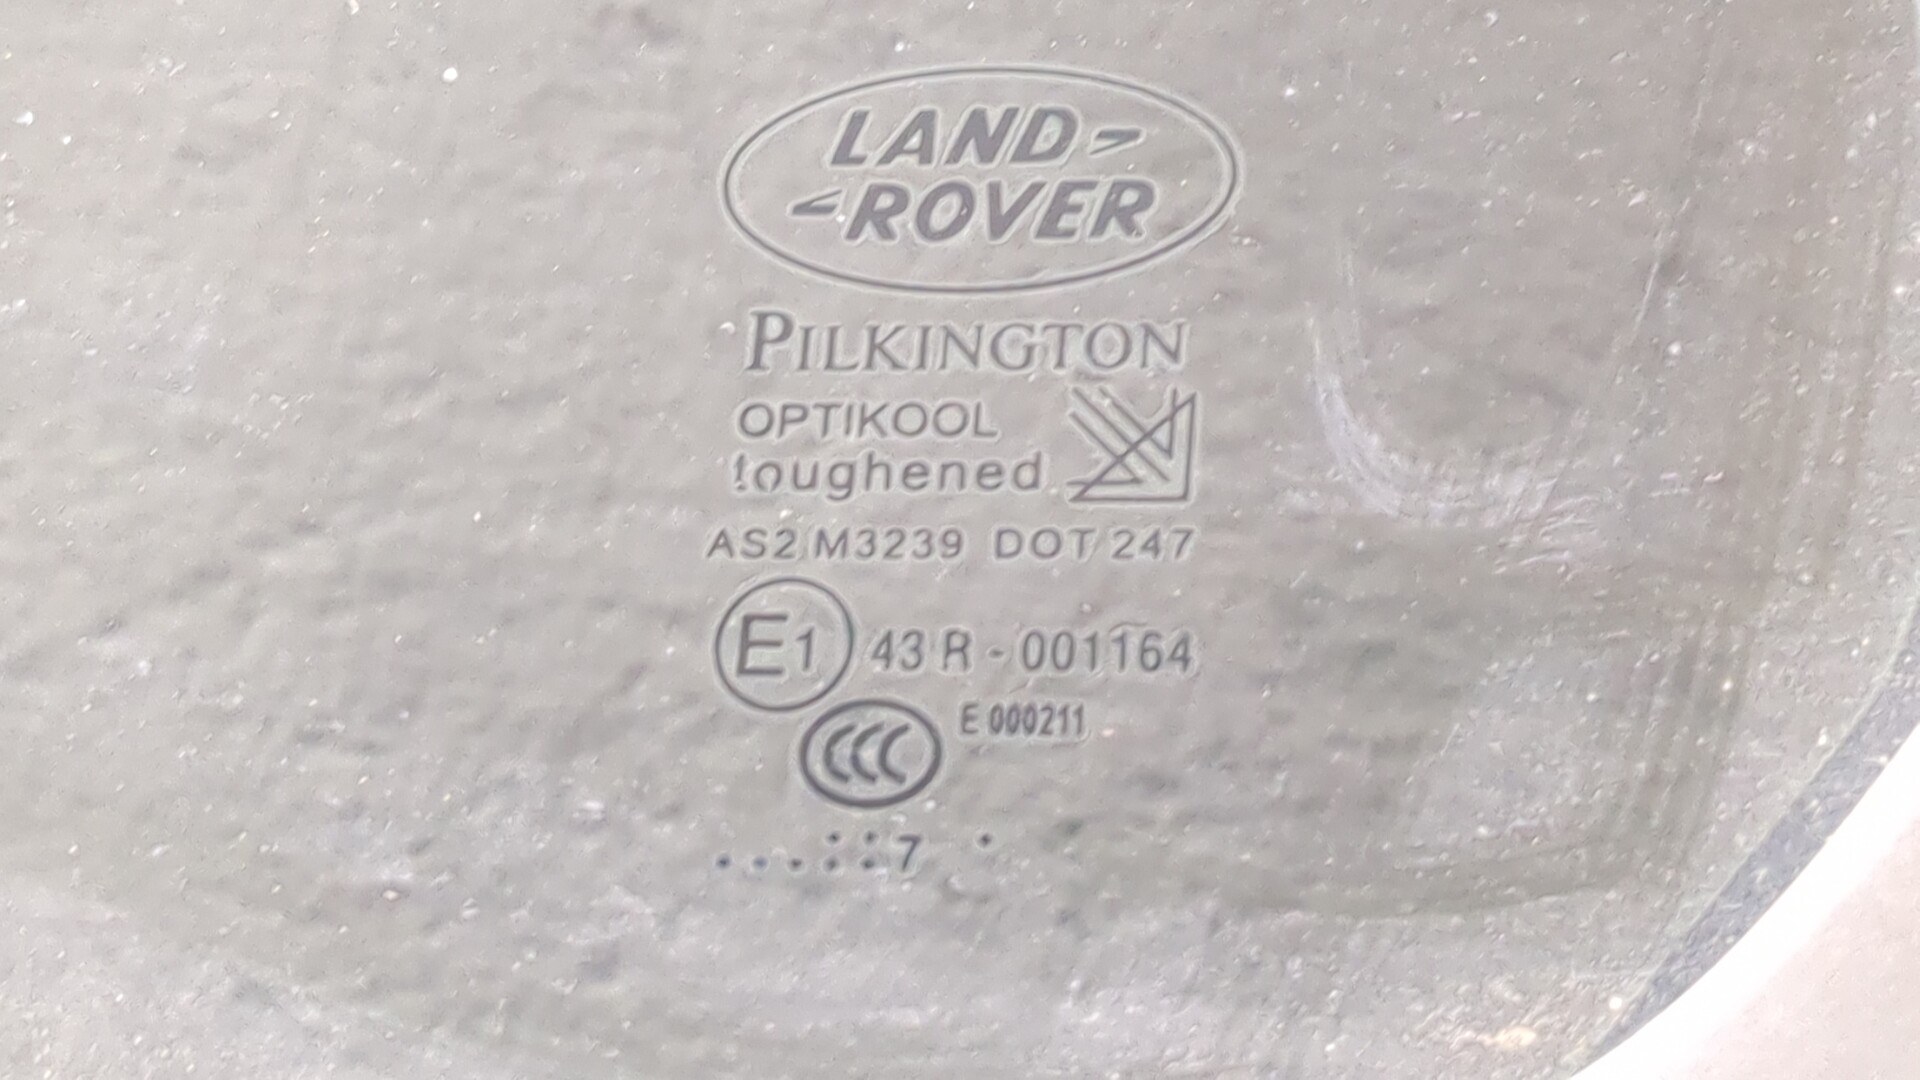 LAND
ROVER
PILKINGTON
OPTIKOOL
toughened
AS2 M3239 DOT 247
E1 43 R - 001164
E 000211
CCC
7